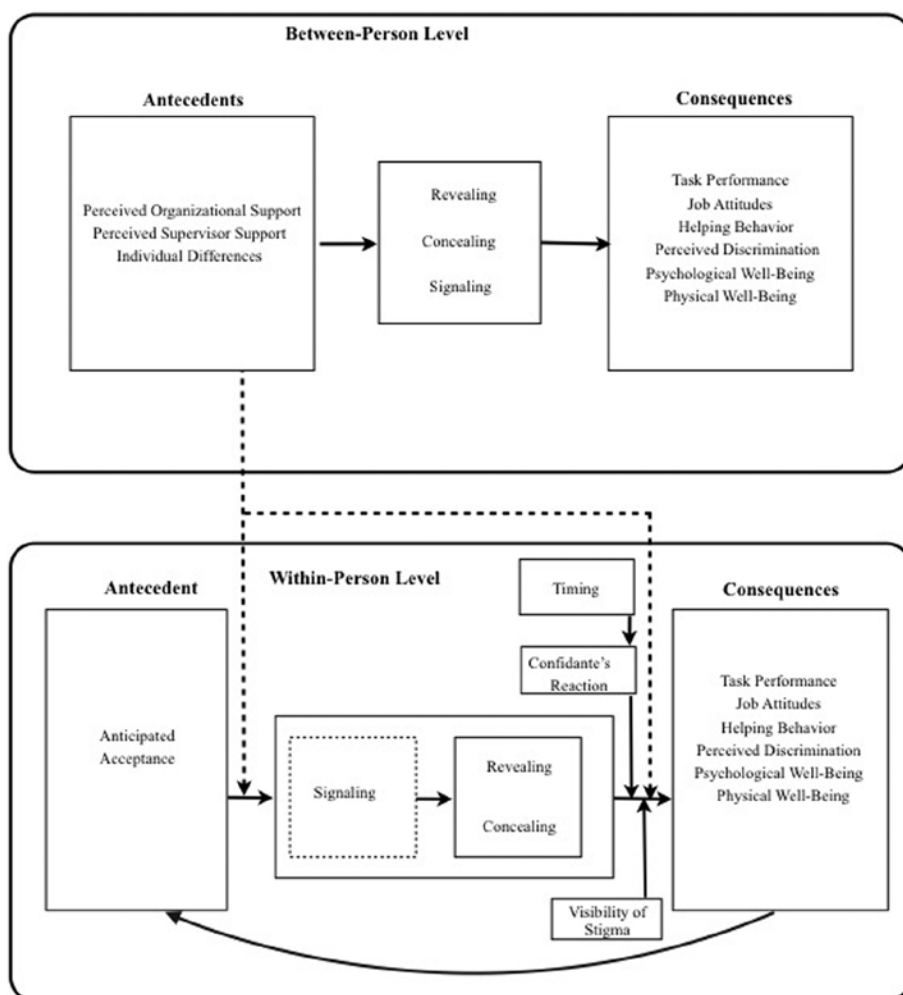 Between-Person Level
Antecedents
Consequences
Perceived Organizational Support
Perceived Supervisor Support
Individual Differences
Revealing
Concealing
Signaling
Task Performance
Job Attitudes
Helping Behavior
Perceived Discrimination
Psychological Well-Being
Physical Well-Being
Within-Person Level
Antecedent
Consequences
Timing
Confidante's
Reaction
Anticipated
Acceptance
Signaling
Revealing
Concealing
Task Performance
Job Attitudes
Helping Behavior
Perceived Discrimination
Psychological Well-Being
Physical Well-Being
Visibility of
Stigma